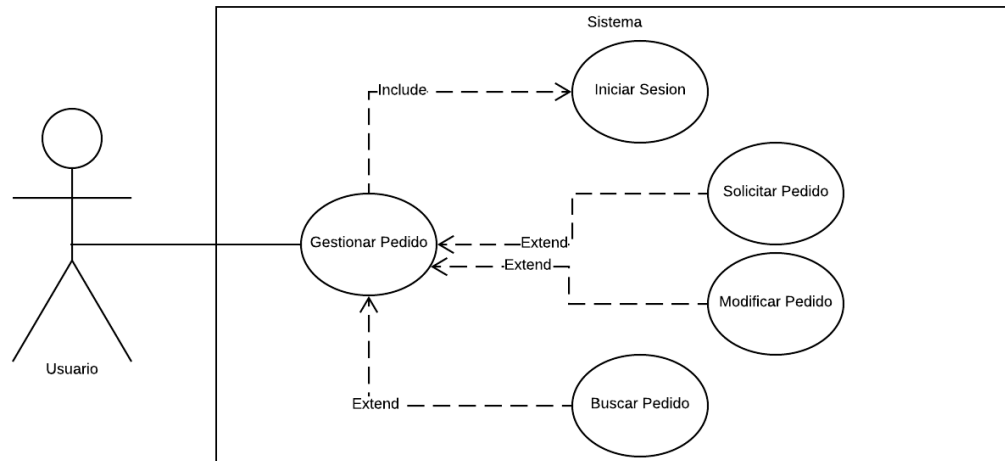 Sistema
Include
Iniciar Sesion
Solicitar Pedido
Gestionar Pedido
Extend
Extend
Modificar Pedido
Usuario
Extend
Buscar Pedido